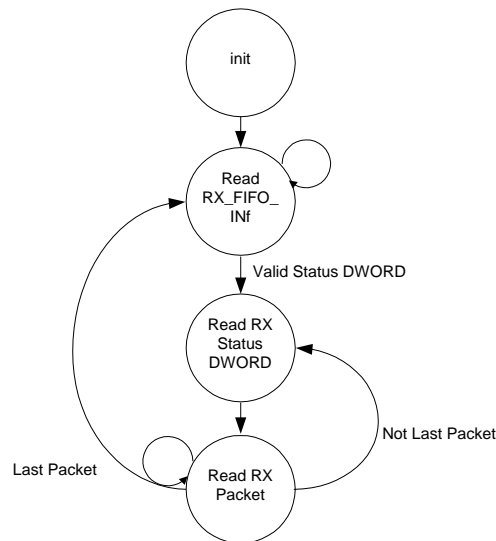 init
Read
RX_FIFO_
INf
Valid Status DWORD
Read RX
Status
DWORD
Not Last Packet
Last Packet
Read RX
Packet